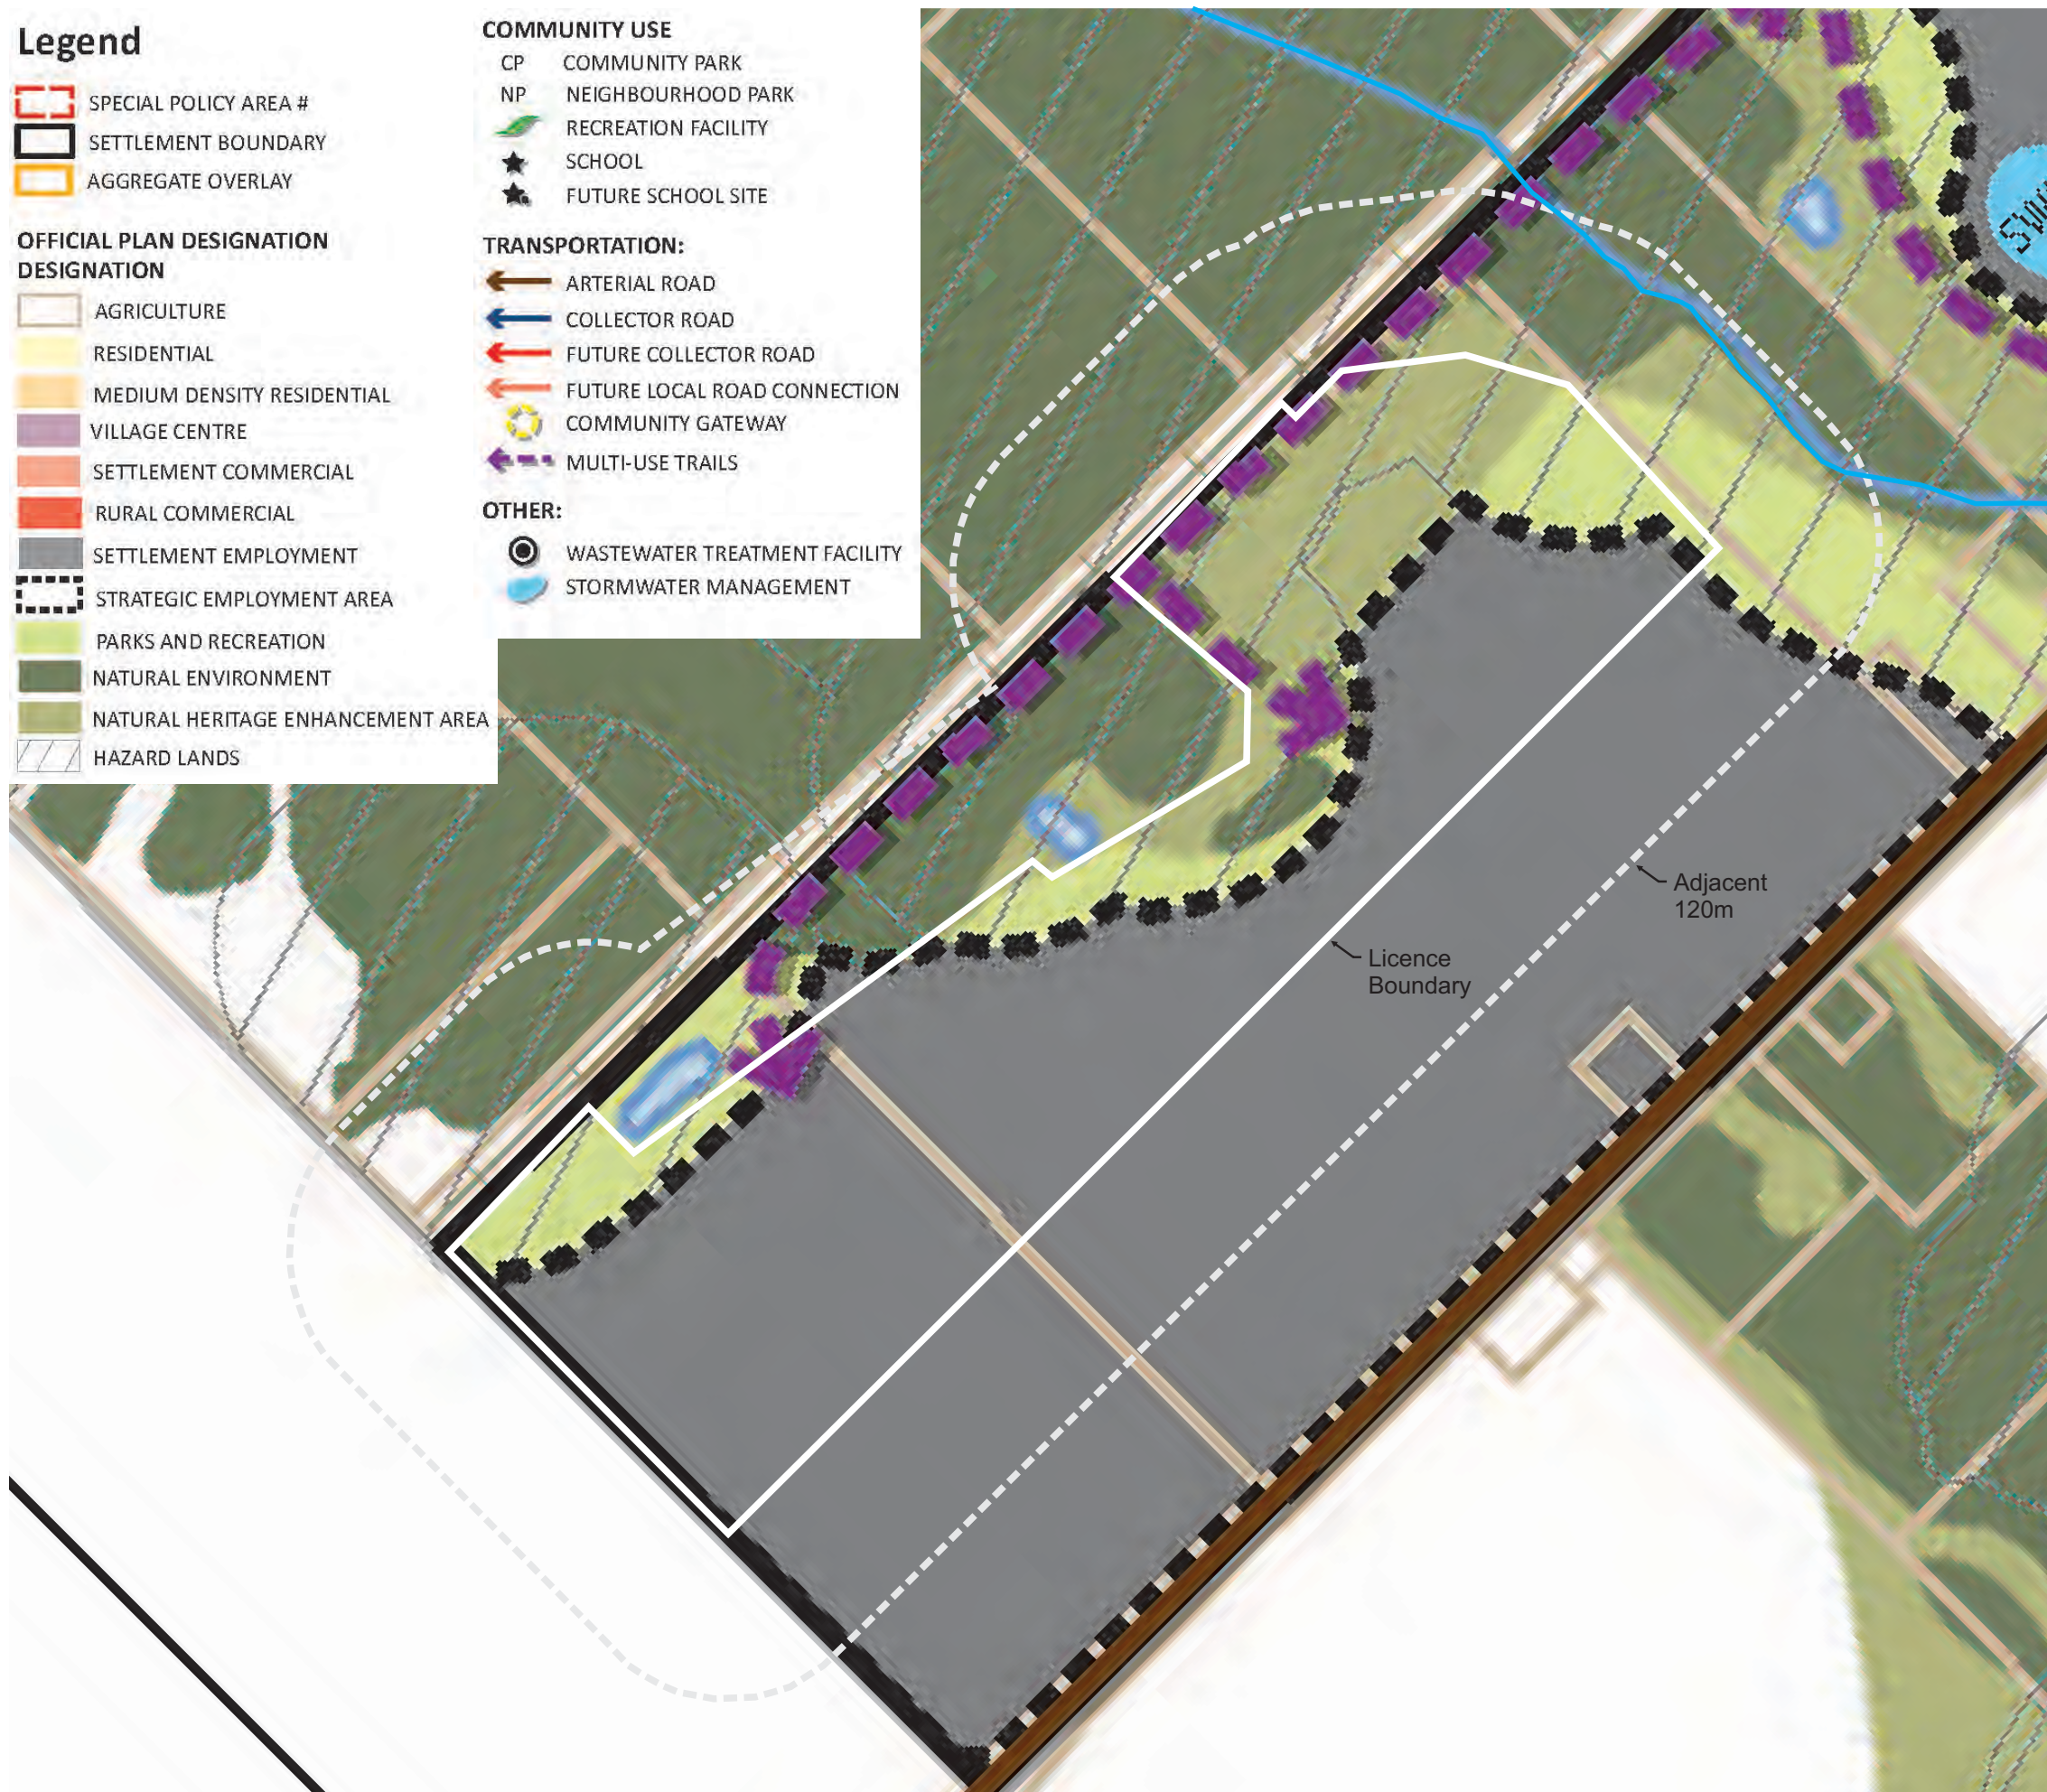 Legend
SPECIAL POLICY AREA #
SETTLEMENT BOUNDARY
AGGREGATE OVERLAY
OFFICIAL PLAN DESIGNATION
DESIGNATION
AGRICULTURE
RESIDENTIAL
MEDIUM DENSITY RESIDENTIAL
VILLAGE CENTRE
SETTLEMENT COMMERCIAL
RURAL COMMERCIAL
SETTLEMENT EMPLOYMENT
STRATEGIC EMPLOYMENT AREA
PARKS AND RECREATION
NATURAL ENVIRONMENT
NATURAL HERITAGE ENHANCEMENT AREA
HAZARD LANDS
COMMUNITY USE
CP COMMUNITY PARK
NP NEIGHBOURHOOD PARK
RECREATION FACILITY
SCHOOL
FUTURE SCHOOL SITE
TRANSPORTATION:
ARTERIAL ROAD
COLLECTOR ROAD
FUTURE COLLECTOR ROAD
FUTURE LOCAL ROAD CONNECTION
COMMUNITY GATEWAY
MULTI-USE TRAILS
OTHER:
WASTEWATER TREATMENT FACILITY
STORMWATER MANAGEMENT
Adjacent
120m
Licence
Boundary